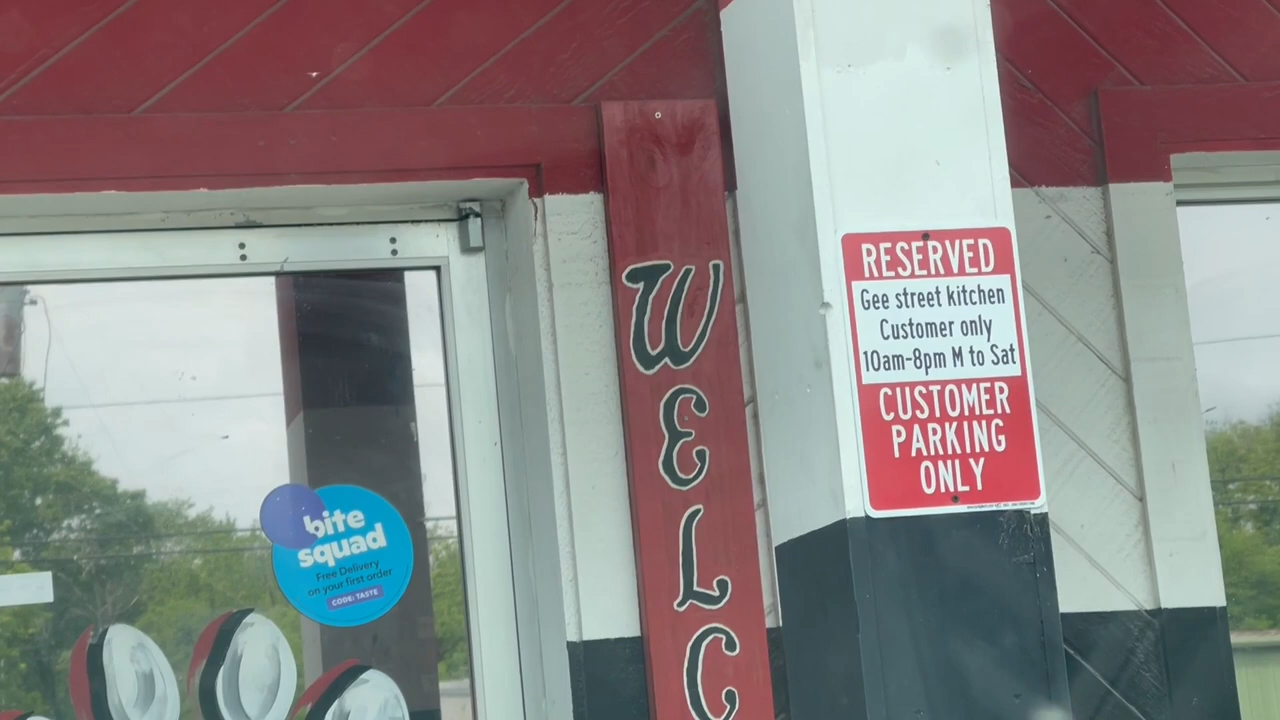 W
E
L
C
RESERVED
Gee street kitchen
Customer only
10am-8pm M to Sat
CUSTOMER
PARKING
ONLY
bite
squad
Free Delivery
on your first order
CODE: TASTE